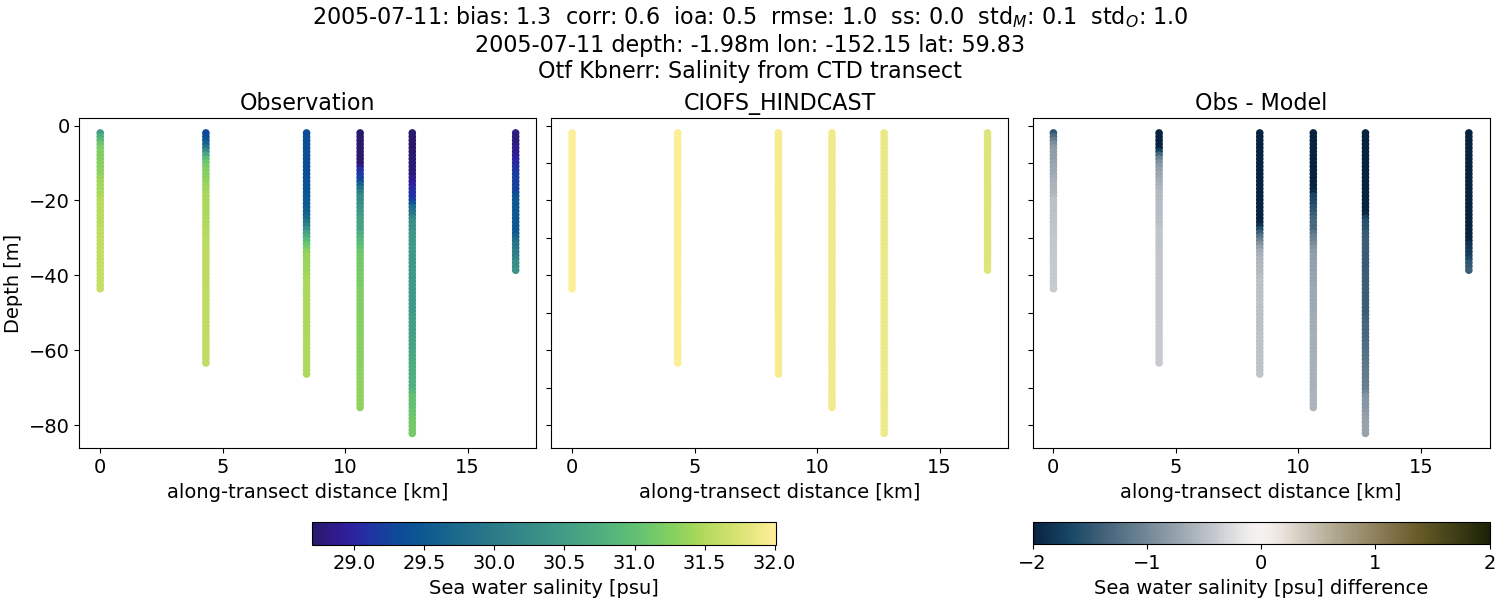 2005-07-11: bias: 1.3 corr: 0.6 ioa: 0.5 rmse: 1.0 ss: 0.0 std_M: 0.1 std_O: 1.0
2005-07-11 depth: -1.98m lon: -152.15 lat: 59.83
Otf Kbnerr: Salinity from CTD transect
Observation
CIOFS_HINDCAST
Obs - Model
Depth [m]
0
−20
−40
−60
−80
0 5 10 15
0 5 10 15
0 5 10 15
along-transect distance [km]
along-transect distance [km]
along-transect distance [km]
29.0 29.5 30.0 30.5 31.0 31.5 32.0
Sea water salinity [psu]
−2 −1 0 1 2
Sea water salinity [psu] difference